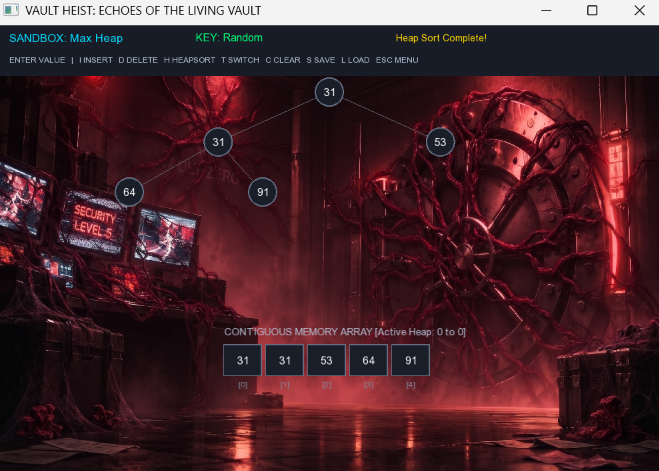 VAULT HEIST: ECHOES OF THE LIVING VAULT
SANDBOX: Max Heap KEY: Random Heap Sort Complete!
ENTER VALUE | I INSERT D DELETE H HEAPSORT T SWITCH C CLEAR S SAVE L LOAD ESC MENU
31
31 53
64 91
SECURITY
LEVEL 5
CONTIGUOUS MEMORY ARRAY [Active Heap: 0 to 0]
31 31 53 64 91
[0] [1] [2] [3] [4]